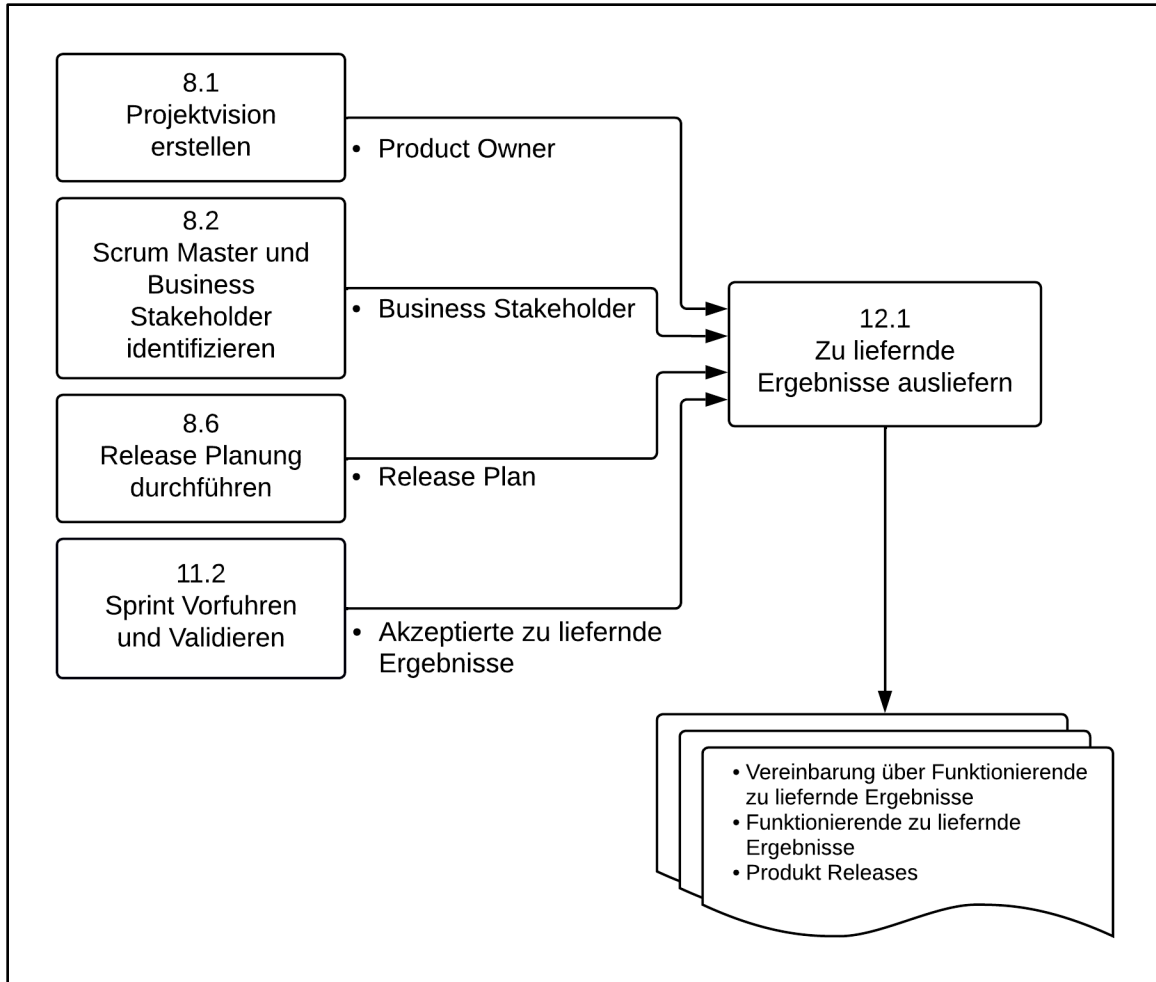 8.1
Projektvision
erstellen
• Product Owner
8.2
Scrum Master und
Business
Stakeholder
identifizieren
• Business Stakeholder
8.6
Release Planung
durchführen
• Release Plan
11.2
Sprint Vorfuhren
und Validieren
• Akzeptierte zu liefernde
Ergebnisse
12.1
Zu liefernde
Ergebnisse ausliefern
• Vereinbarung über Funktionierende
zu liefernde Ergebnisse
• Funktionierende zu liefernde
Ergebnisse
• Produkt Releases